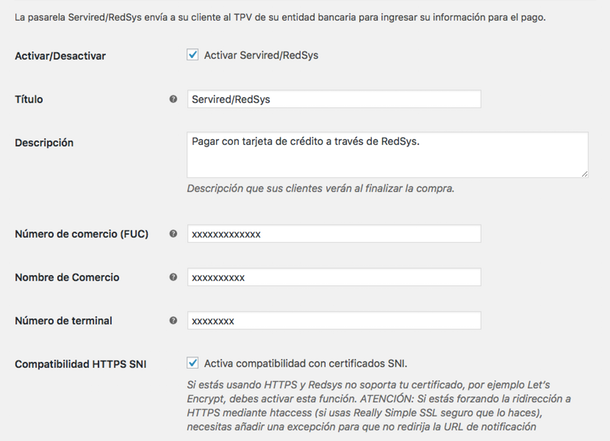 La pasarela Servired/RedSys envía a su cliente al TPV de su entidad bancaria para ingresar su información para el pago.
Activar/Desactivar
Activar Servired/RedSys
Título
Servired/RedSys
Descripción
Pagar con tarjeta de crédito a través de RedSys.
Descripción que sus clientes verán al finalizar la compra.
Número de comercio (FUC)
xxxxxxxxxxxxx
Nombre de Comercio
xxxxxxxxxx
Número de terminal
xxxxxxxx
Compatibilidad HTTPS SNI
Activa compatibilidad con certificados SNI.
Si estás usando HTTPS y Redsys no soporta tu certificado, por ejemplo Let's
Encrypt, debes activar esta función. ATENCIÓN: Si estás forzando la ridirección a
HTTPS mediante htaccess (si usas Really Simple SSL seguro que lo haces),
necesitas añadir una excepción para que no redirija la URL de notificación